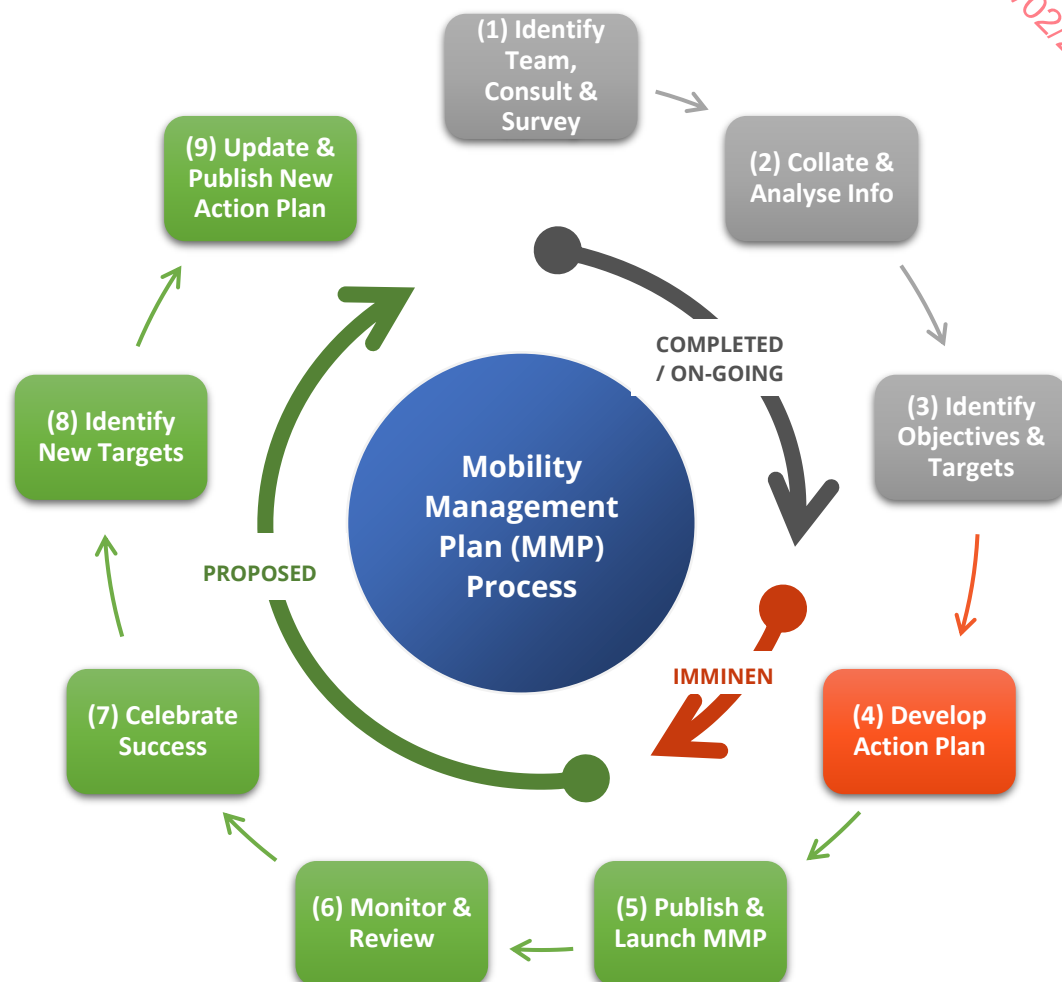 (1) Identify
Team,
Consult &
Survey
(2) Collate &
Analyse Info
(3) Identify
Objectives &
Targets
(4) Develop
Action Plan
(5) Publish &
Launch MMP
(6) Monitor &
Review
(7) Celebrate
Success
(8) Identify
New Targets
(9) Update &
Publish New
Action Plan
COMPLETED
/ ON-GOING
IMMINEN
PROPOSED
Mobility
Management
Plan (MMP)
Process